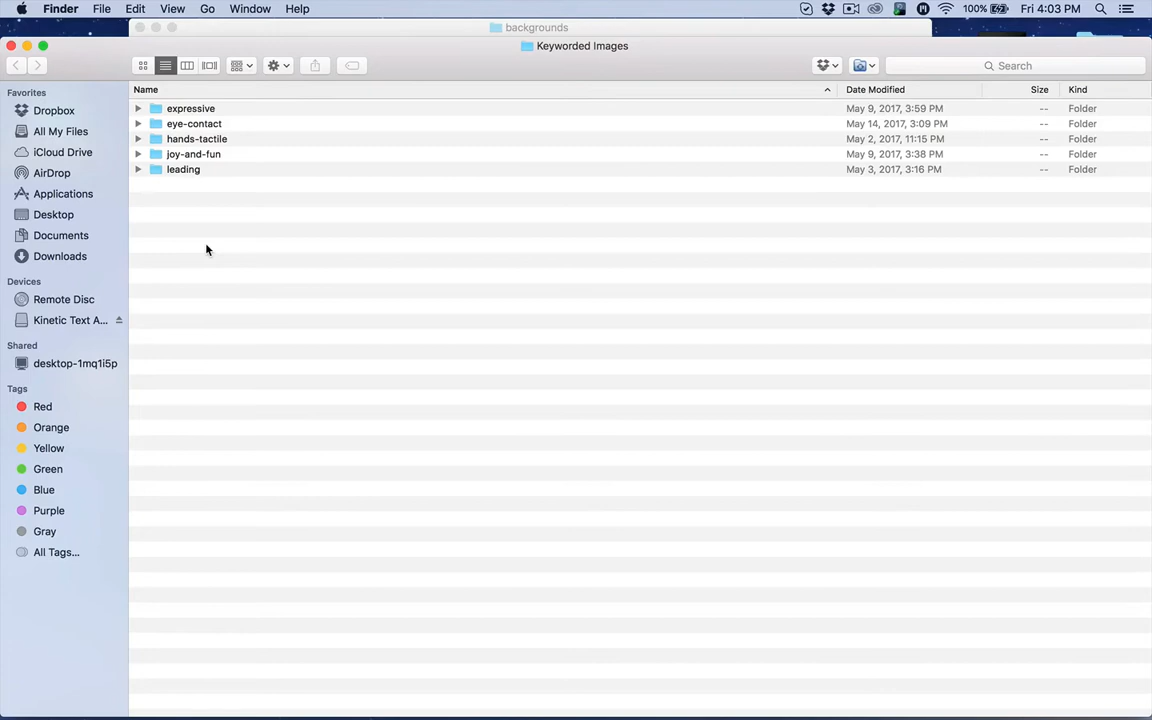 Finder File Edit View Go Window Help 100% Fri 4:03 PM
backgrounds
Keyworded Images
Search
Favorites
Dropbox
All My Files
iCloud Drive
AirDrop
Applications
Desktop
Documents
Downloads
Devices
Remote Disc
Kinetic Text A...
Shared
desktop-1mq1i5p
Tags
Red
Orange
Yellow
Green
Blue
Purple
Gray
All Tags...
Name Date Modified Size Kind
expressive May 9, 2017, 3:59 PM -- Folder
eye-contact May 14, 2017, 3:09 PM -- Folder
hands-tactile May 2, 2017, 11:15 PM -- Folder
joy-and-fun May 9, 2017, 3:38 PM -- Folder
leading May 3, 2017, 3:16 PM -- Folder